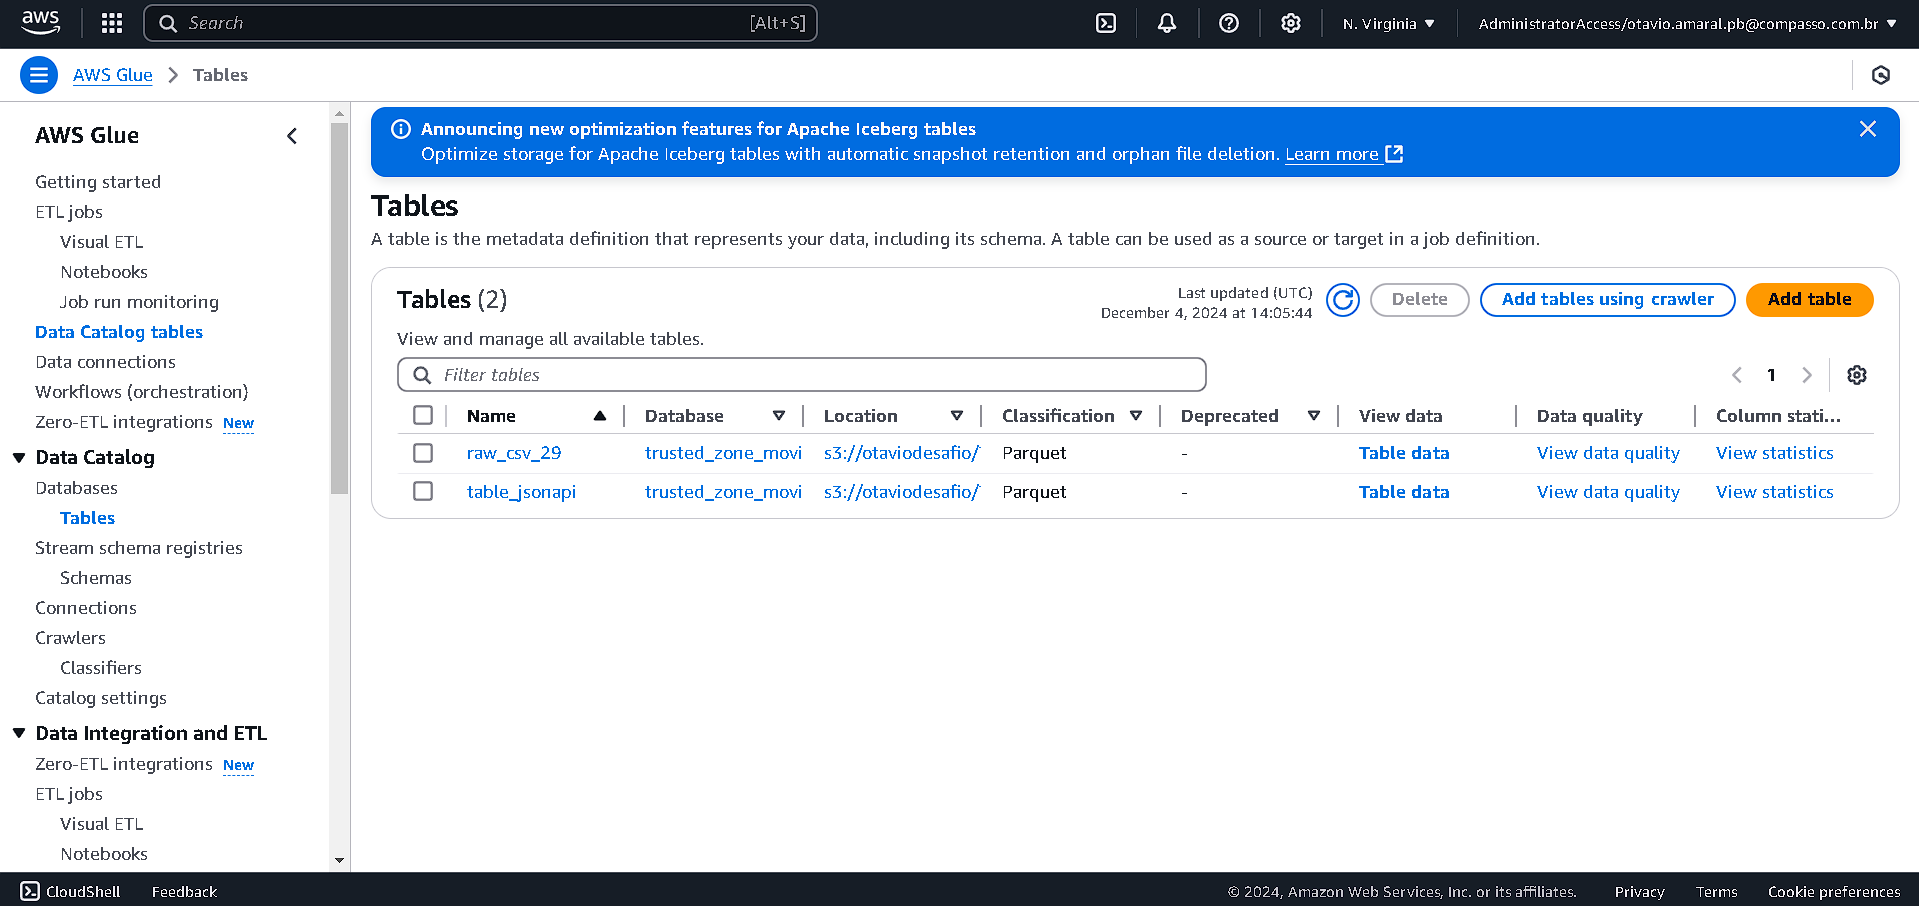 aws
Search [Alt+S]
N. Virginia
AdministratorAccess/otavio.amaral.pb@compasso.com.br
AWS Glue Tables
AWS Glue
Getting started
ETL jobs
Visual ETL
Notebooks
Job run monitoring
Data Catalog tables
Data connections
Workflows (orchestration)
Zero-ETL integrations New
Data Catalog
Databases
Tables
Stream schema registries
Schemas
Connections
Crawlers
Classifiers
Catalog settings
Data Integration and ETL
Zero-ETL integrations New
ETL jobs
Visual ETL
Notebooks
Announcing new optimization features for Apache Iceberg tables
Optimize storage for Apache Iceberg tables with automatic snapshot retention and orphan file deletion. Learn more
Tables
A table is the metadata definition that represents your data, including its schema. A table can be used as a source or target in a job definition.
Tables (2)
Last updated (UTC)
December 4, 2024 at 14:05:44
Delete
Add tables using crawler
Add table
View and manage all available tables.
Filter tables
1
Name Database Location Classification Deprecated View data Data quality Column stati...
raw_csv_29 trusted_zone_movi s3://otaviodesafio/ Parquet - Table data View data quality View statistics
table_jsonapi trusted_zone_movi s3://otaviodesafio/ Parquet - Table data View data quality View statistics
CloudShell Feedback
© 2024, Amazon Web Services, Inc. or its affiliates. Privacy Terms Cookie preferences